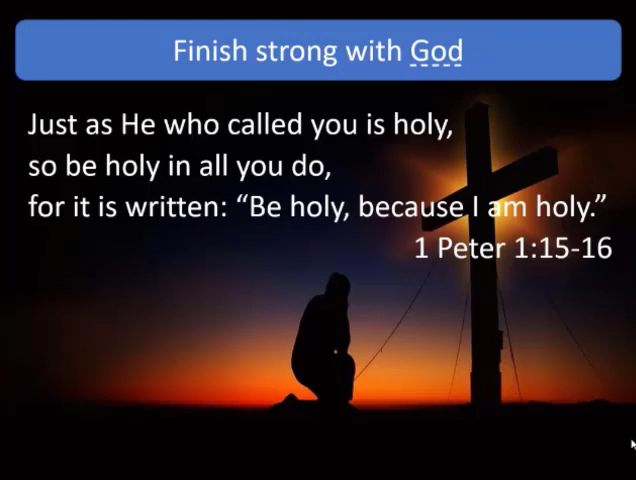 Finish strong with God
Just as He who called you is holy,
so be holy in all you do,
for it is written: “Be holy, because I am holy.”
1 Peter 1:15-16